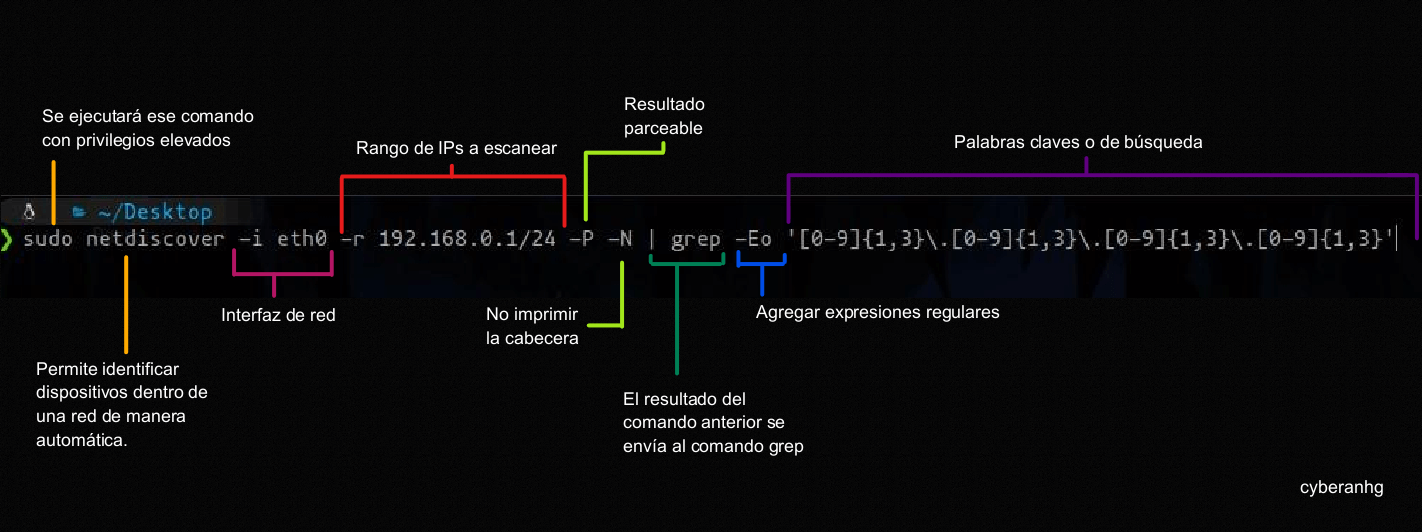 Se ejecutará ese comando
con privilegios elevados
Rango de IPs a escanear
Resultado
parceable
Palabras claves o de búsqueda
~/Desktop
❯ sudo netdiscover -i eth0 -r 192.168.0.1/24 -P -N | grep -Eo '[0-9]{1,3}\.[0-9]{1,3}\.[0-9]{1,3}\.[0-9]{1,3}'
Interfaz de red
No imprimir
la cabecera
Agregar expresiones regulares
Permite identificar
dispositivos dentro de
una red de manera
automática.
El resultado del
comando anterior se
envía al comando grep
cyberanhg